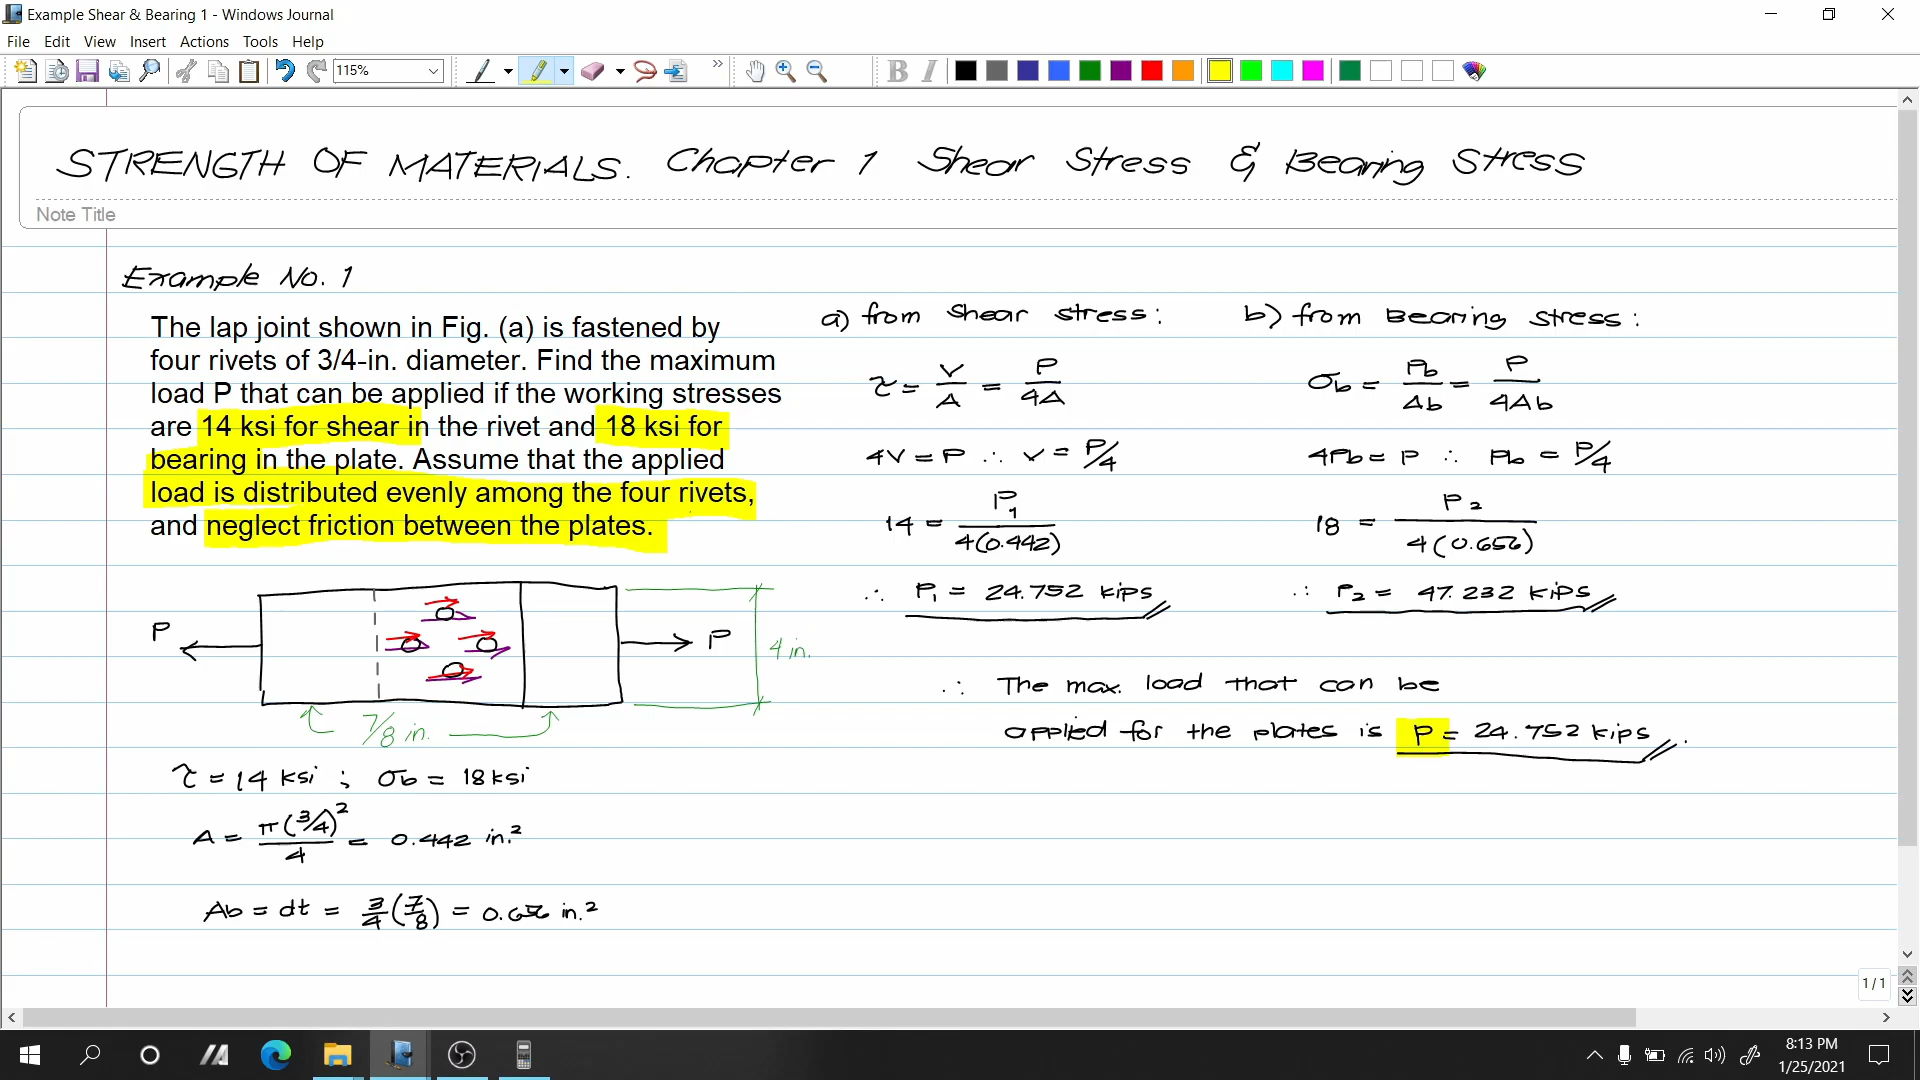 Example Shear & Bearing 1 - Windows Journal
File Edit View Insert Actions Tools Help
115%
STRENGTH OF MATERIALS. Chapter 1 Shear Stress & Bearing Stress
Note Title
Example No. 1
The lap joint shown in Fig. (a) is fastened by
four rivets of 3/4-in. diameter. Find the maximum
load P that can be applied if the working stresses
are 14 ksi for shear in the rivet and 18 ksi for
bearing in the plate. Assume that the applied
load is distributed evenly among the four rivets,
and neglect friction between the plates.
P
P
4 in.
7/8 in.
τ = 14 ksi ; σb = 18 ksi
A = π(3/4)²/4 = 0.442 in.²
Ab = dt = 3/4(7/8) = 0.656 in.²
a) from Shear stress:
τ = V/A = P/4A
4V = P ∴ V = P/4
14 = P1/4(0.442)
∴ P1 = 24.752 kips
b) from Bearing stress:
σb = Pb/Ab = P/4Ab
4Pb = P ∴ Pb = P/4
18 = P2/4(0.656)
∴ P2 = 47.232 kips
∴ The max. load that can be
applied for the plates is P = 24.752 kips.
1 / 1
8:13 PM
1/25/2021